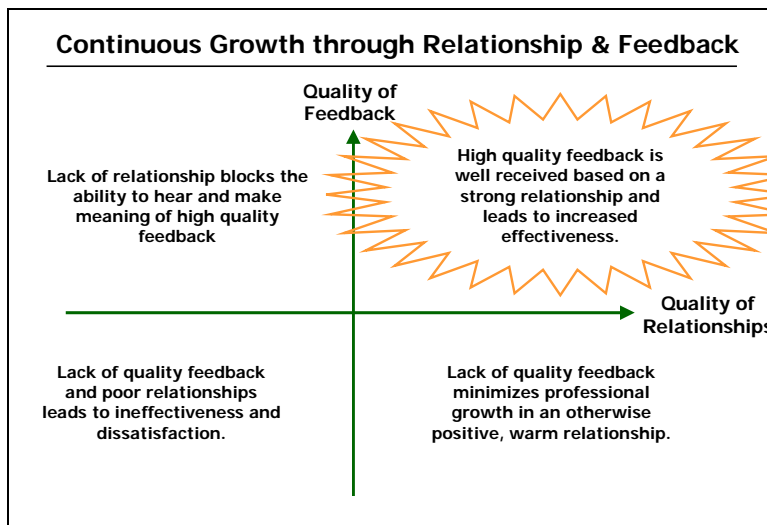 Continuous Growth through Relationship & Feedback
Quality of
Feedback
Lack of relationship blocks the
ability to hear and make
meaning of high quality
feedback
High quality feedback is
well received based on a
strong relationship and
leads to increased
effectiveness.
Quality of
Relationships
Lack of quality feedback
and poor relationships
leads to ineffectiveness and
dissatisfaction.
Lack of quality feedback
minimizes professional
growth in an otherwise
positive, warm relationship.